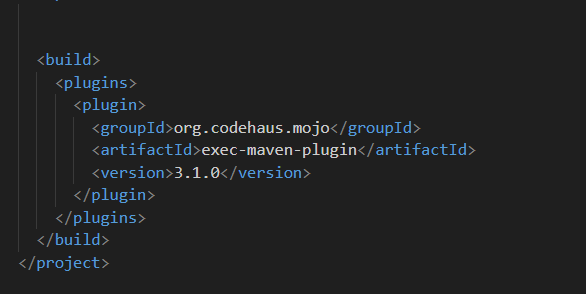 <build>
<plugins>
<plugin>
<groupId>org.codehaus.mojo</groupId>
<artifactId>exec-maven-plugin</artifactId>
<version>3.1.0</version>
</plugin>
</plugins>
</build>
</project>